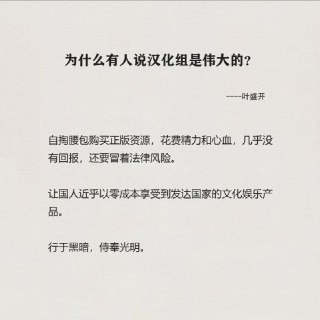 为什么有人说汉化组是伟大的?
----叶盛开
自掏腰包购买正版资源，花费精力和心血，几乎没
有回报，还要冒着法律风险。
让国人近乎以零成本享受到发达国家的文化娱乐产
品。
行于黑暗，侍奉光明。